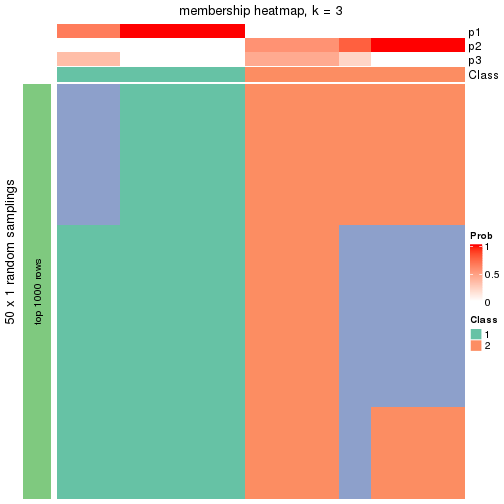 membership heatmap, k = 3
p1
p2
p3
Class
50 x 1 random samplings
top 1000 rows
Prob
1
0.5
0
Class
1
2